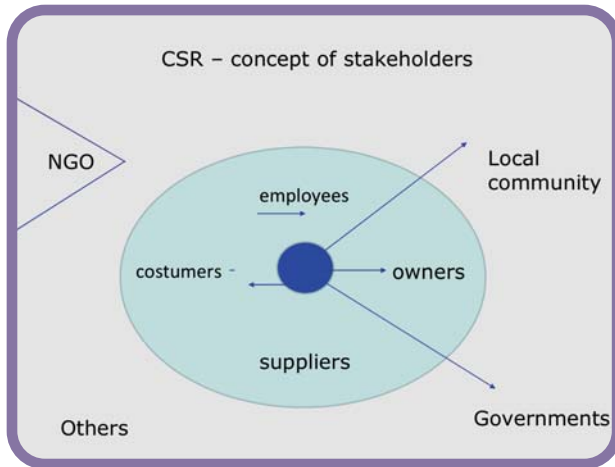 CSR – concept of stakeholders
NGO
Local
community
employees
costumers -
owners
suppliers
Governments
Others